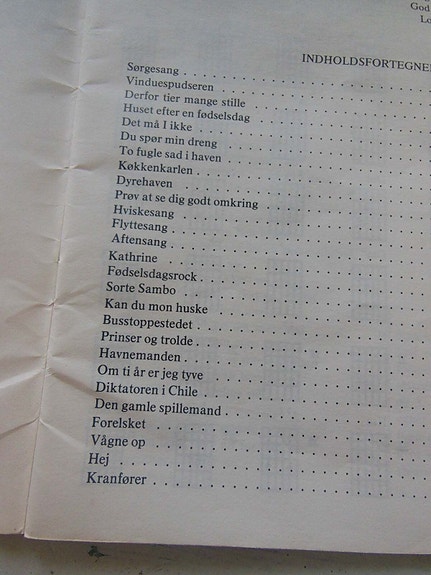 God
Lo
INDHOLDSFORTEGNE
Sørgesang
Vinduespudseren
Derfor tier mange stille
Huset efter en fødselsdag
Det må I ikke
Du spør min dreng
To fugle sad i haven
Køkkenkarlen
Dyrehaven
Prøv at se dig godt omkring
Hviskesang
Flyttesang
Aftensang
Kathrine
Fødselsdagsrock
Sorte Sambo
Kan du mon huske
Busstoppestedet
Prinser og trolde
Havnemanden
Om ti år er jeg tyve
Diktatoren i Chile
Den gamle spillemand
Forelsket
Vågne op
Hej
Kranfører